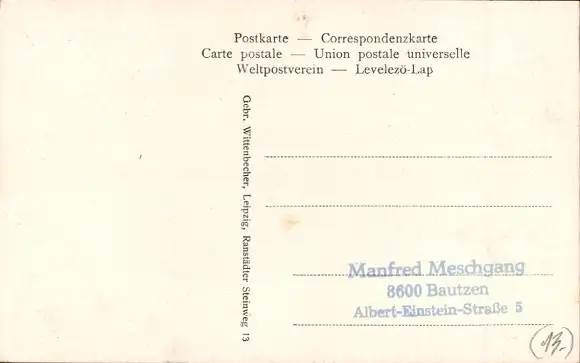 Postkarte — Correspondenzkarte
Carte postale — Union postale universelle
Weltpostverein — Levelezö-Lap
Gebr. Wittenbecher, Leipzig, Ranstädter Steinweg 13
Manfred Meschgang
8600 Bautzen
Albert-Einstein-Straße 5
13.-